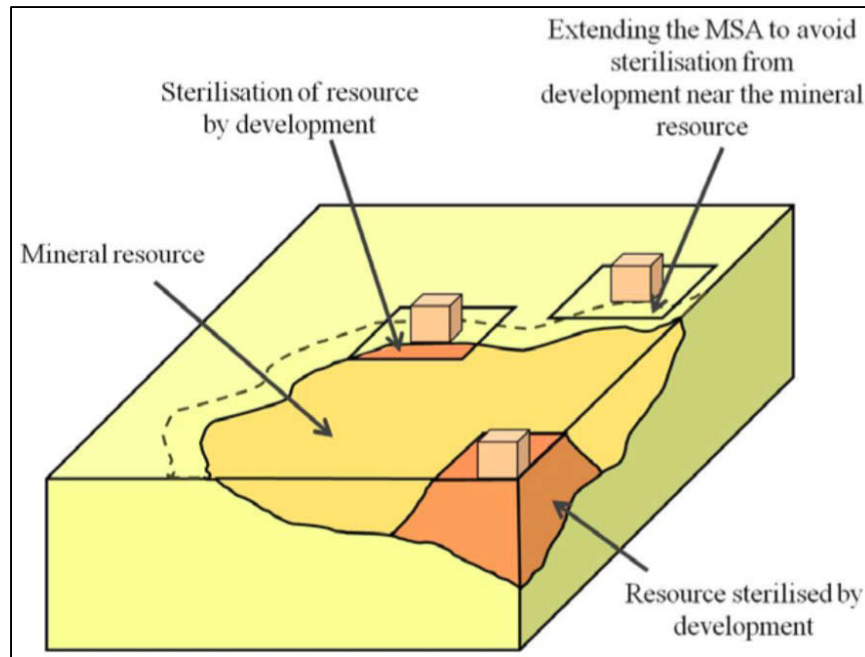 Extending the MSA to avoid
sterilisation from
development near the mineral
resource
Sterilisation of resource
by development
Mineral resource
Resource sterilised by
development